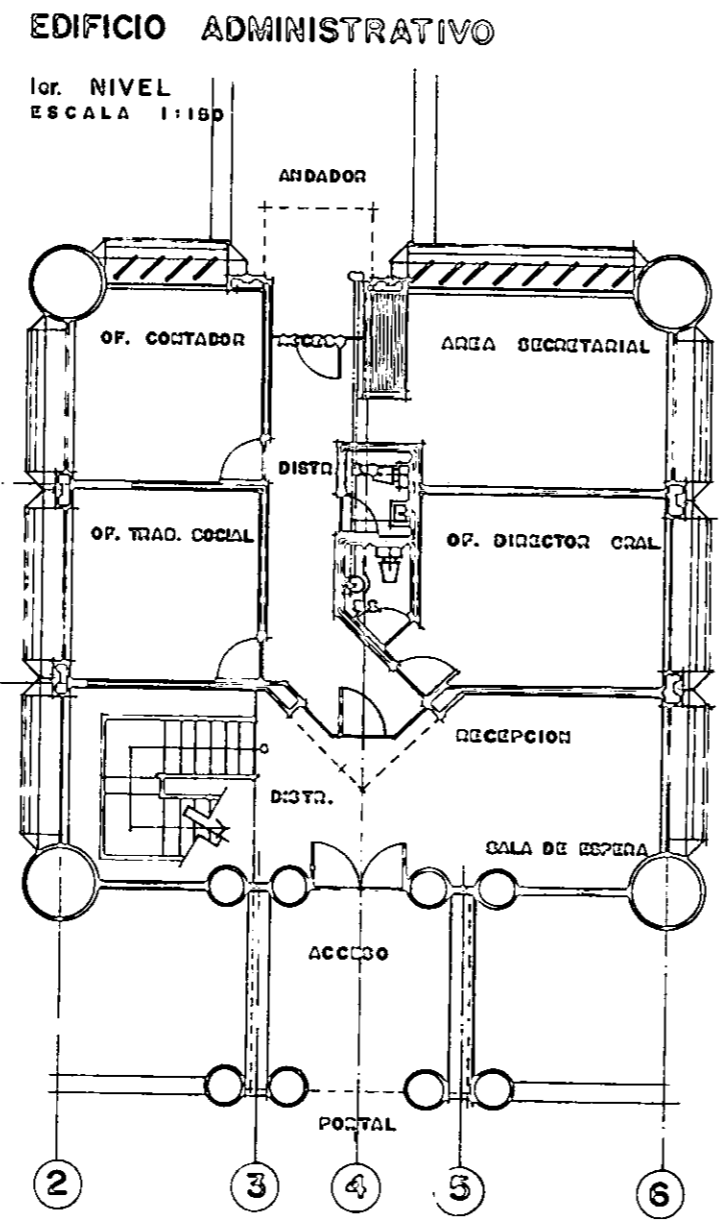 EDIFICIO ADMINISTRATIVO
1er. NIVEL
ESCALA 1:150
ANDADOR
OF. CONTADOR
AREA SECRETARIAL
DISTR.
OF. TRAB. SOCIAL
OF. DIRECTOR GRAL
RECEPCION
DISTR.
SALA DE ESPERA
ACCESO
PORTAL
2 3 4 5 6